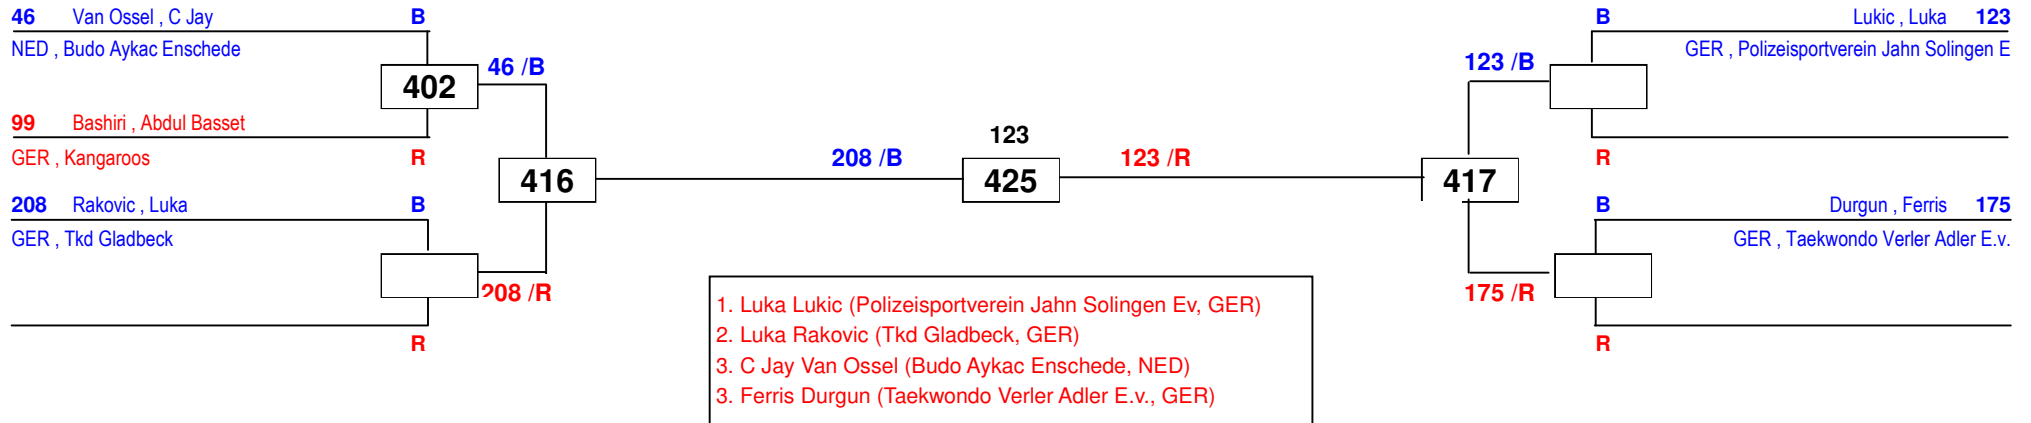 46 Van Ossel , C Jay B
NED , Budo Aykac Enschede
46 /B
402
99 Bashiri , Abdul Basset
GER , Kangaroos R
416
208 Rakovic , Luka B
GER , Tkd Gladbeck
208 /R
R
208 /B
123
425
123 /R
B Lukic , Luka 123
GER , Polizeisportverein Jahn Solingen E
123 /B
R
417
B Durgun , Ferris 175
GER , Taekwondo Verler Adler E.v.
175 /R
R
1. Luka Lukic (Polizeisportverein Jahn Solingen Ev, GER)
2. Luka Rakovic (Tkd Gladbeck, GER)
3. C Jay Van Ossel (Budo Aykac Enschede, NED)
3. Ferris Durgun (Taekwondo Verler Adler E.v., GER)